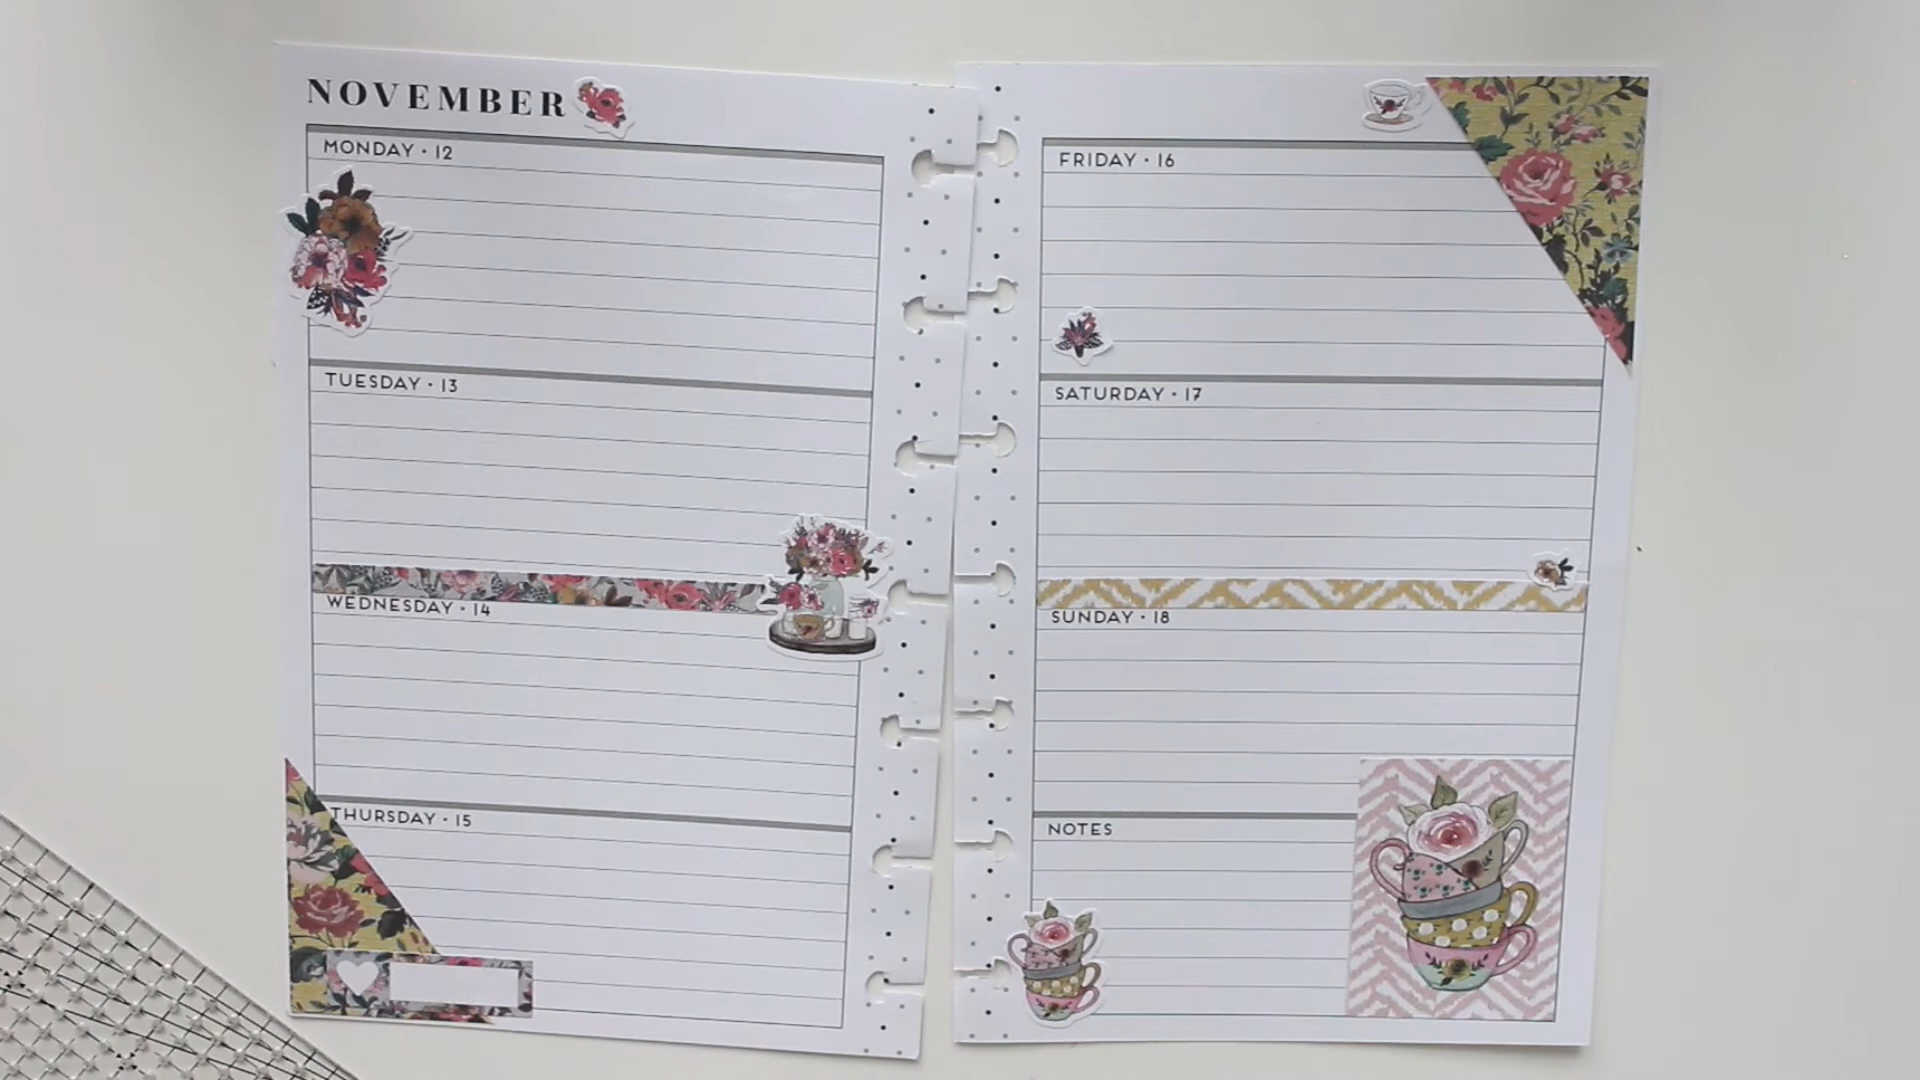 NOVEMBER
MONDAY • 12
TUESDAY • 13
WEDNESDAY • 14
THURSDAY • 15
FRIDAY • 16
SATURDAY • 17
SUNDAY • 18
NOTES